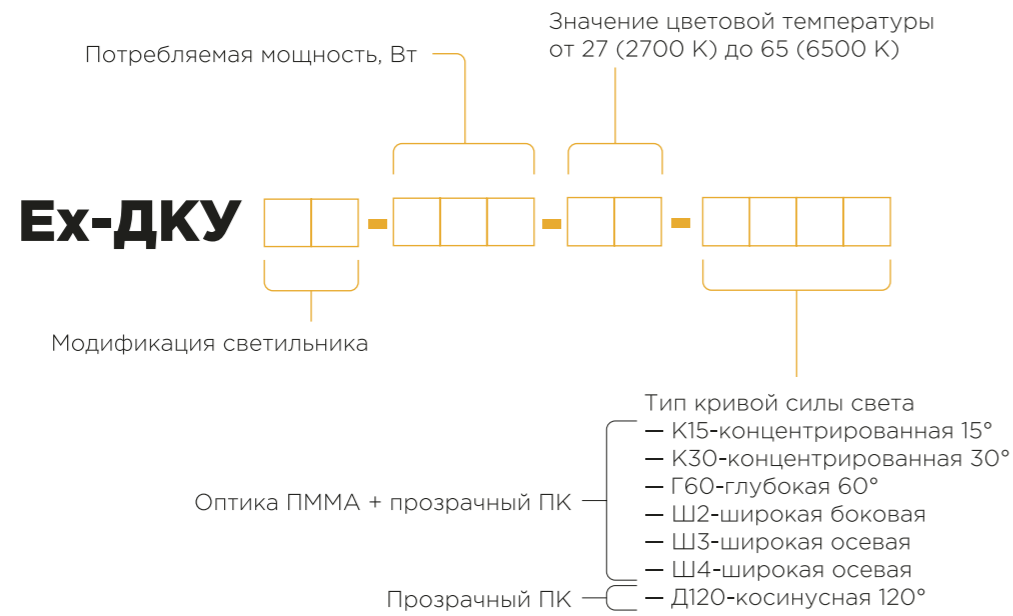 Значение цветовой температуры
от 27 (2700 К) до 65 (6500 К)
Потребляемая мощность, Вт
Ех-ДКУ - - -
Модификация светильника
Тип кривой силы света
— К15-концентрированная 15°
— К30-концентрированная 30°
— Г60-глубокая 60°
Оптика ПММА + прозрачный ПК
— Ш2-широкая боковая
— Ш3-широкая осевая
— Ш4-широкая осевая
Прозрачный ПК
— Д120-косинусная 120°